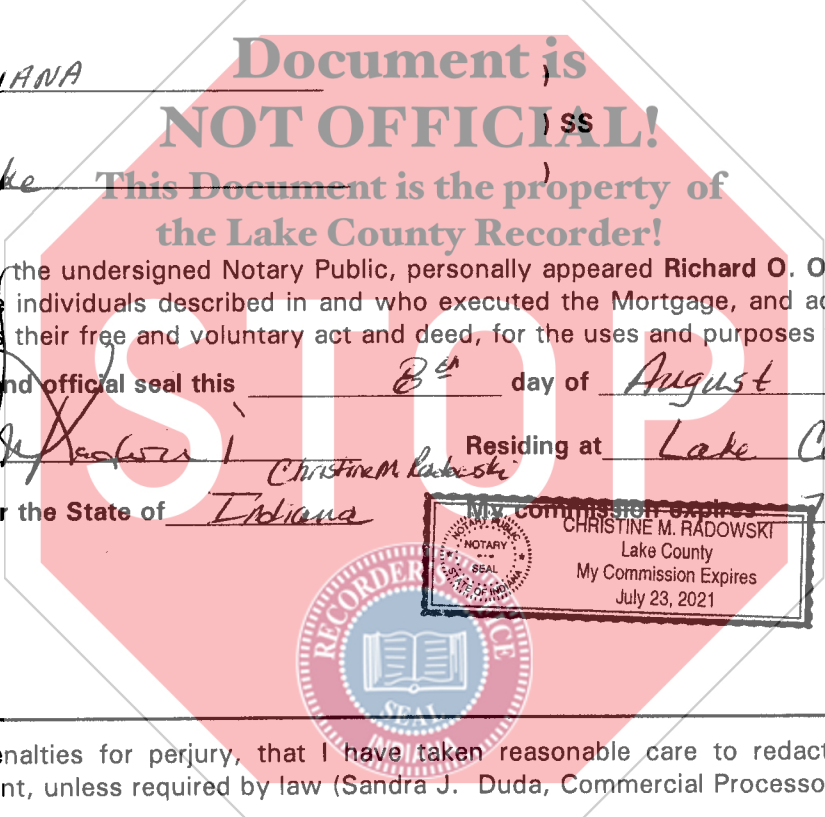 Document is
ANA )
NOT OFFICIAL!
) SS
This Document is the property of
ke )
the Lake County Recorder!
the undersigned Notary Public, personally appeared Richard O. O
individuals described in and who executed the Mortgage, and ac
their free and voluntary act and deed, for the uses and purposes
STOP
nd official seal this 8th day of August
Residing at Lake C
Christine M. Radowski
r the State of Indiana My commission expires 7
NOTARY PUBLIC
NOTARY
SEAL
STATE OF INDIANA
CHRISTINE M. RADOWSKI
Lake County
My Commission Expires
July 23, 2021
RECORDER'S OFFICE
SEAL
INDIANA
enalties for perjury, that I have taken reasonable care to redact
nt, unless required by law (Sandra J. Duda, Commercial Processo